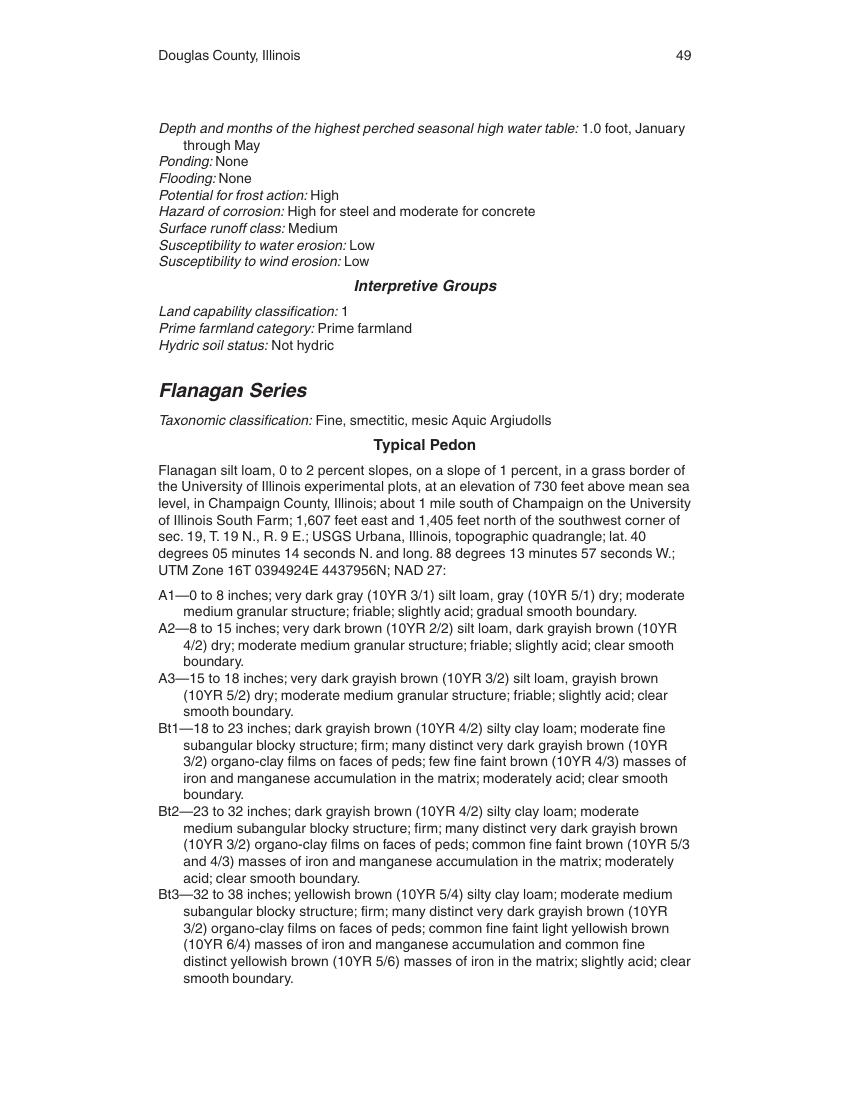 Douglas County, Illinois 49
Depth and months of the highest perched seasonal high water table: 1.0 foot, January
through May
Ponding: None
Flooding: None
Potential for frost action: High
Hazard of corrosion: High for steel and moderate for concrete
Surface runoff class: Medium
Susceptibility to water erosion: Low
Susceptibility to wind erosion: Low
Interpretive Groups
Land capability classification: 1
Prime farmland category: Prime farmland
Hydric soil status: Not hydric
Flanagan Series
Taxonomic classification: Fine, smectitic, mesic Aquic Argiudolls
Typical Pedon
Flanagan silt loam, 0 to 2 percent slopes, on a slope of 1 percent, in a grass border of
the University of Illinois experimental plots, at an elevation of 730 feet above mean sea
level, in Champaign County, Illinois; about 1 mile south of Champaign on the University
of Illinois South Farm; 1,607 feet east and 1,405 feet north of the southwest corner of
sec. 19, T. 19 N., R. 9 E.; USGS Urbana, Illinois, topographic quadrangle; lat. 40
degrees 05 minutes 14 seconds N. and long. 88 degrees 13 minutes 57 seconds W.;
UTM Zone 16T 0394924E 4437956N; NAD 27:
A1—0 to 8 inches; very dark gray (10YR 3/1) silt loam, gray (10YR 5/1) dry; moderate
medium granular structure; friable; slightly acid; gradual smooth boundary.
A2—8 to 15 inches; very dark brown (10YR 2/2) silt loam, dark grayish brown (10YR
4/2) dry; moderate medium granular structure; friable; slightly acid; clear smooth
boundary.
A3—15 to 18 inches; very dark grayish brown (10YR 3/2) silt loam, grayish brown
(10YR 5/2) dry; moderate medium granular structure; friable; slightly acid; clear
smooth boundary.
Bt1—18 to 23 inches; dark grayish brown (10YR 4/2) silty clay loam; moderate fine
subangular blocky structure; firm; many distinct very dark grayish brown (10YR
3/2) organo-clay films on faces of peds; few fine faint brown (10YR 4/3) masses of
iron and manganese accumulation in the matrix; moderately acid; clear smooth
boundary.
Bt2—23 to 32 inches; dark grayish brown (10YR 4/2) silty clay loam; moderate
medium subangular blocky structure; firm; many distinct very dark grayish brown
(10YR 3/2) organo-clay films on faces of peds; common fine faint brown (10YR 5/3
and 4/3) masses of iron and manganese accumulation in the matrix; moderately
acid; clear smooth boundary.
Bt3—32 to 38 inches; yellowish brown (10YR 5/4) silty clay loam; moderate medium
subangular blocky structure; firm; many distinct very dark grayish brown (10YR
3/2) organo-clay films on faces of peds; common fine faint light yellowish brown
(10YR 6/4) masses of iron and manganese accumulation and common fine
distinct yellowish brown (10YR 5/6) masses of iron in the matrix; slightly acid; clear
smooth boundary.